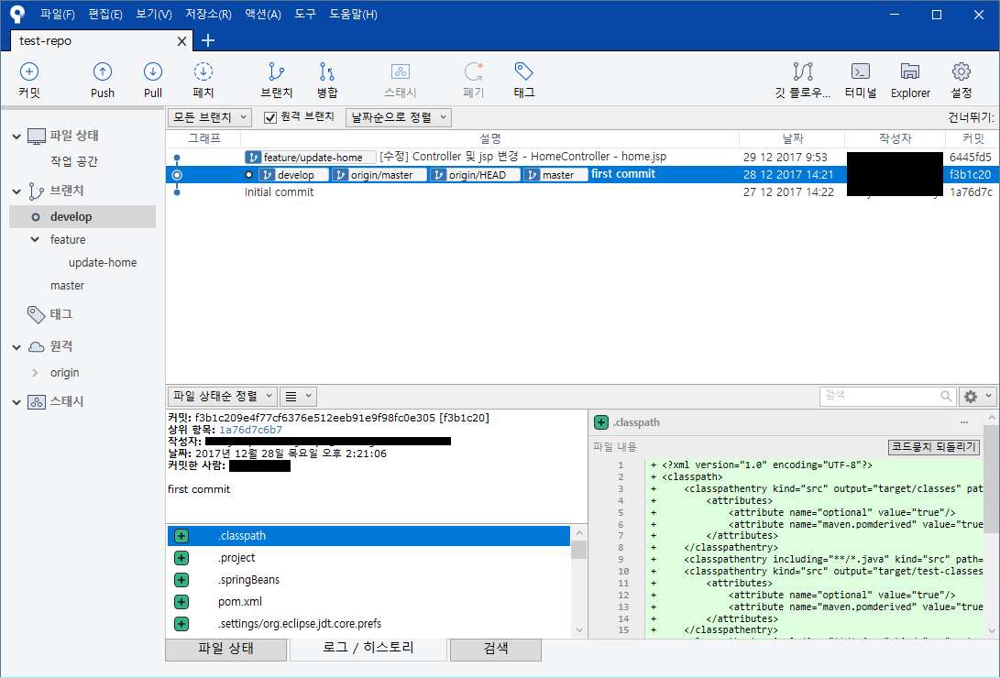 파일(F) 편집(E) 보기(V) 저장소(R) 액션(A) 도구 도움말(H)
test-repo
커밋 Push Pull 페치 브랜치 병합 스태시 폐기 태그 깃 플로우... 터미널 Explorer 설정
파일 상태
작업 공간
브랜치
develop
feature
update-home
master
태그
원격
origin
스태시
모든 브랜치 원격 브랜치 날짜순으로 정렬 건너뛰기:
그래프 설명 날짜 작성자 커밋
feature/update-home [수정] Controller 및 jsp 변경 - HomeController - home.jsp 29 12 2017 9:53 6445fd5
develop origin/master origin/HEAD master first commit 28 12 2017 14:21 f3b1c20
Initial commit 27 12 2017 14:22 1a76d7c
파일 상태순 정렬 검색
커밋: f3b1c209e4f77cf6376e512eeb91e9f98fc0e305 [f3b1c20]
상위 항목: 1a76d7c6b7
작성자:
날짜: 2017년 12월 28일 목요일 오후 2:21:06
커밋한 사람:
first commit
.classpath
.project
.springBeans
pom.xml
.settings/org.eclipse.jdt.core.prefs
.classpath ...
파일 내용 코드뭉치 되돌리기
1 + <?xml version="1.0" encoding="UTF-8"?>
2 + <classpath>
3 + <classpathentry kind="src" output="target/classes" pat
4 + <attributes>
5 + <attribute name="optional" value="true"/>
6 + <attribute name="maven.pomderived" value="true
7 + </attributes>
8 + </classpathentry>
9 + <classpathentry including="**/*.java" kind="src" path=
10 + <classpathentry kind="src" output="target/test-classes
11 + <attributes>
12 + <attribute name="optional" value="true"/>
13 + <attribute name="maven.pomderived" value="true
14 + </attributes>
15 + </classpathentry>
파일 상태 로그 / 히스토리 검색